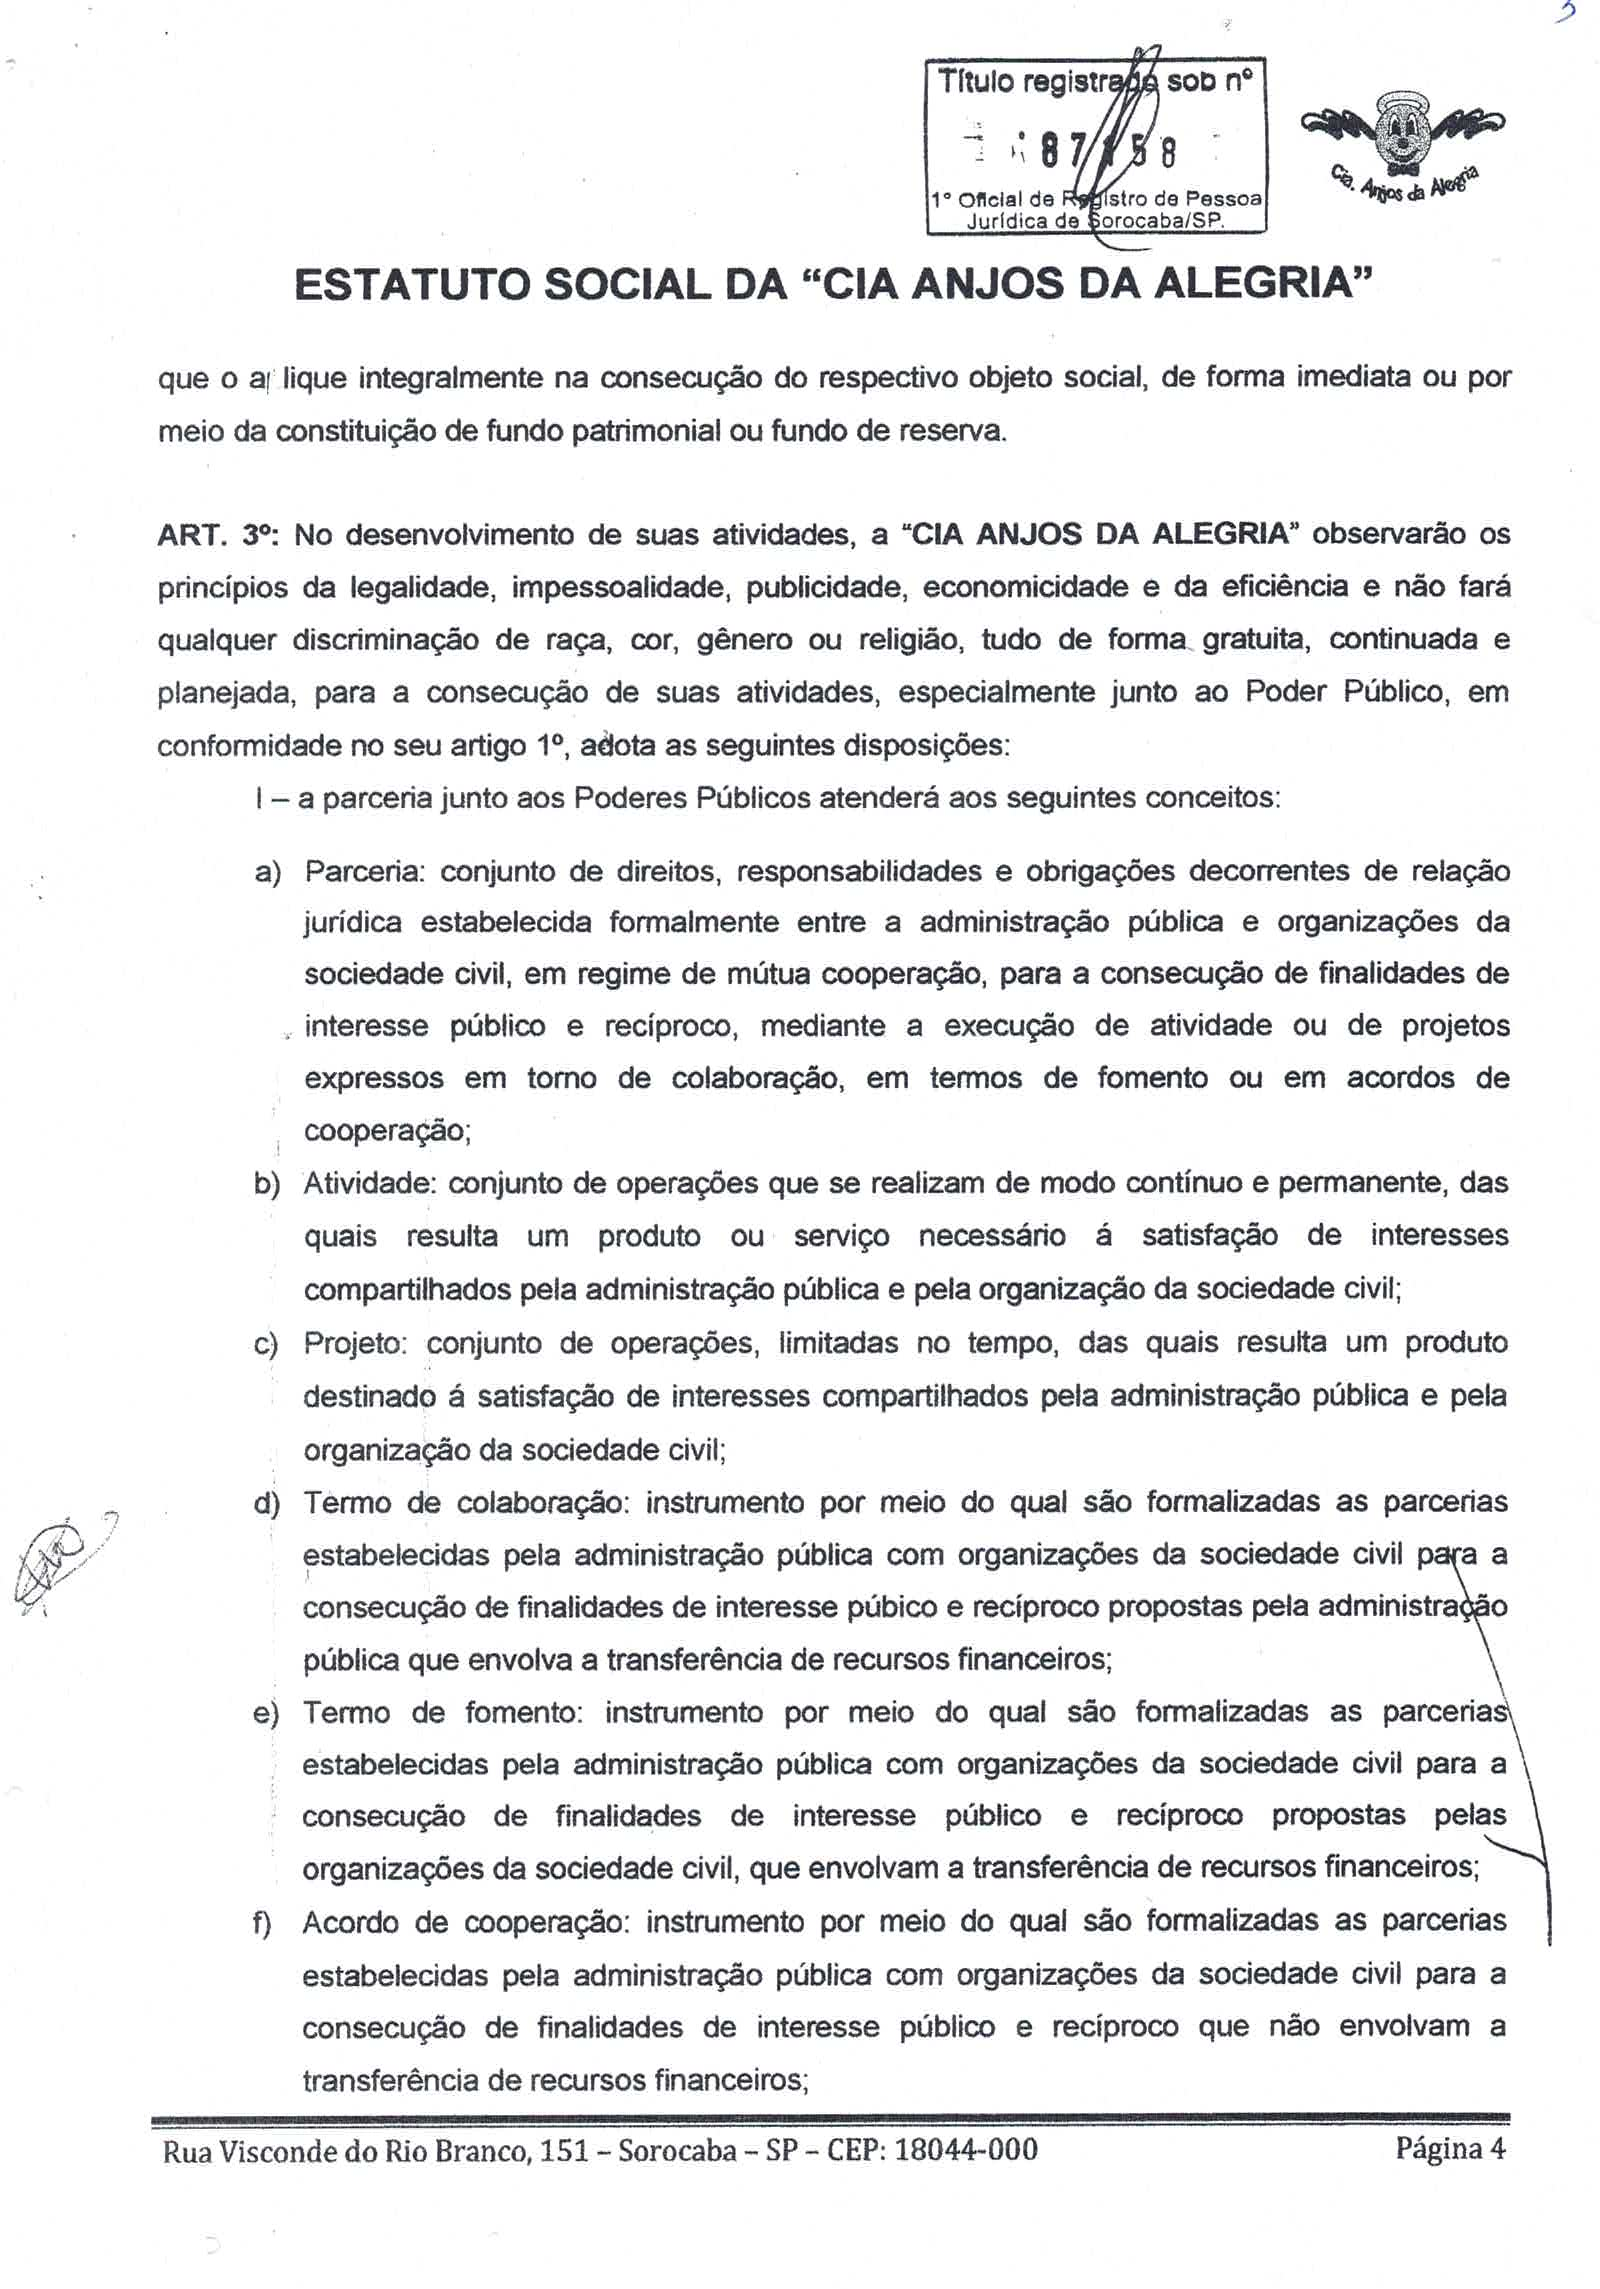 Título registrado sob nº
1º Oficial de Registro de Pessoa
Jurídica de Sorocaba/SP.
Cia. Anjos da Alegria
ESTATUTO SOCIAL DA “CIA ANJOS DA ALEGRIA”
que o a lique integralmente na consecução do respectivo objeto social, de forma imediata ou por
meio da constituição de fundo patrimonial ou fundo de reserva.
ART. 3º: No desenvolvimento de suas atividades, a “CIA ANJOS DA ALEGRIA” observarão os
princípios da legalidade, impessoalidade, publicidade, economicidade e da eficiência e não fará
qualquer discriminação de raça, cor, gênero ou religião, tudo de forma gratuita, continuada e
planejada, para a consecução de suas atividades, especialmente junto ao Poder Público, em
conformidade no seu artigo 1º, adota as seguintes disposições:
I – a parceria junto aos Poderes Públicos atenderá aos seguintes conceitos:
a) Parceria: conjunto de direitos, responsabilidades e obrigações decorrentes de relação
jurídica estabelecida formalmente entre a administração pública e organizações da
sociedade civil, em regime de mútua cooperação, para a consecução de finalidades de
interesse público e recíproco, mediante a execução de atividade ou de projetos
expressos em torno de colaboração, em termos de fomento ou em acordos de
cooperação;
b) Atividade: conjunto de operações que se realizam de modo contínuo e permanente, das
quais resulta um produto ou serviço necessário á satisfação de interesses
compartilhados pela administração pública e pela organização da sociedade civil;
c) Projeto: conjunto de operações, limitadas no tempo, das quais resulta um produto
destinado á satisfação de interesses compartilhados pela administração pública e pela
organização da sociedade civil;
d) Termo de colaboração: instrumento por meio do qual são formalizadas as parcerias
estabelecidas pela administração pública com organizações da sociedade civil para a
consecução de finalidades de interesse púbico e recíproco propostas pela administração
pública que envolva a transferência de recursos financeiros;
e) Termo de fomento: instrumento por meio do qual são formalizadas as parcerias
estabelecidas pela administração pública com organizações da sociedade civil para a
consecução de finalidades de interesse público e recíproco propostas pelas
organizações da sociedade civil, que envolvam a transferência de recursos financeiros;
f) Acordo de cooperação: instrumento por meio do qual são formalizadas as parcerias
estabelecidas pela administração pública com organizações da sociedade civil para a
consecução de finalidades de interesse público e recíproco que não envolvam a
transferência de recursos financeiros;
Rua Visconde do Rio Branco, 151 – Sorocaba – SP – CEP: 18044-000 Página 4